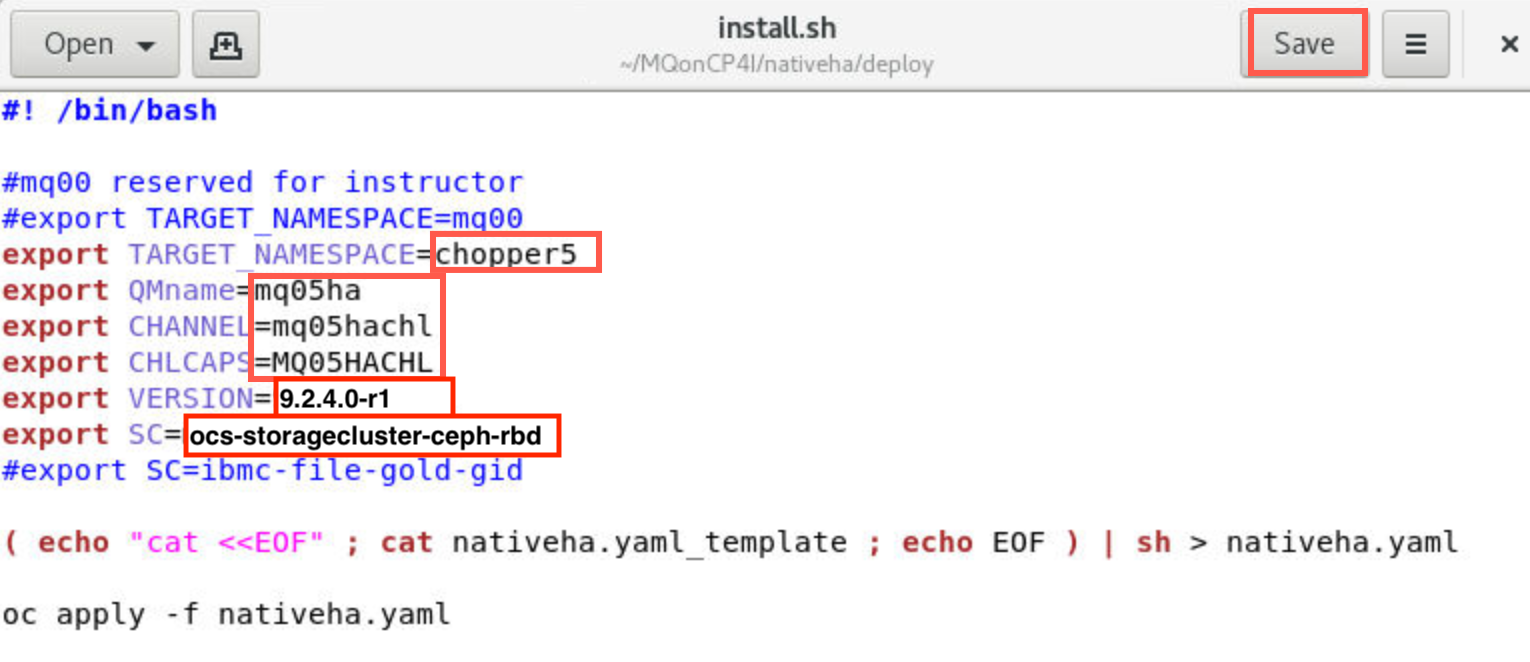 Open
install.sh
~/MQonCP4I/nativeha/deploy
Save
#! /bin/bash
#mq00 reserved for instructor
#export TARGET_NAMESPACE=mq00
export TARGET_NAMESPACE=chopper5
export QMname=mq05ha
export CHANNEL=mq05hachl
export CHLCAPS=MQ05HACHL
export VERSION=9.2.4.0-r1
export SC=ocs-storagecluster-ceph-rbd
#export SC=ibmc-file-gold-gid
( echo "cat <<EOF" ; cat nativeha.yaml_template ; echo EOF ) | sh > nativeha.yaml
oc apply -f nativeha.yaml